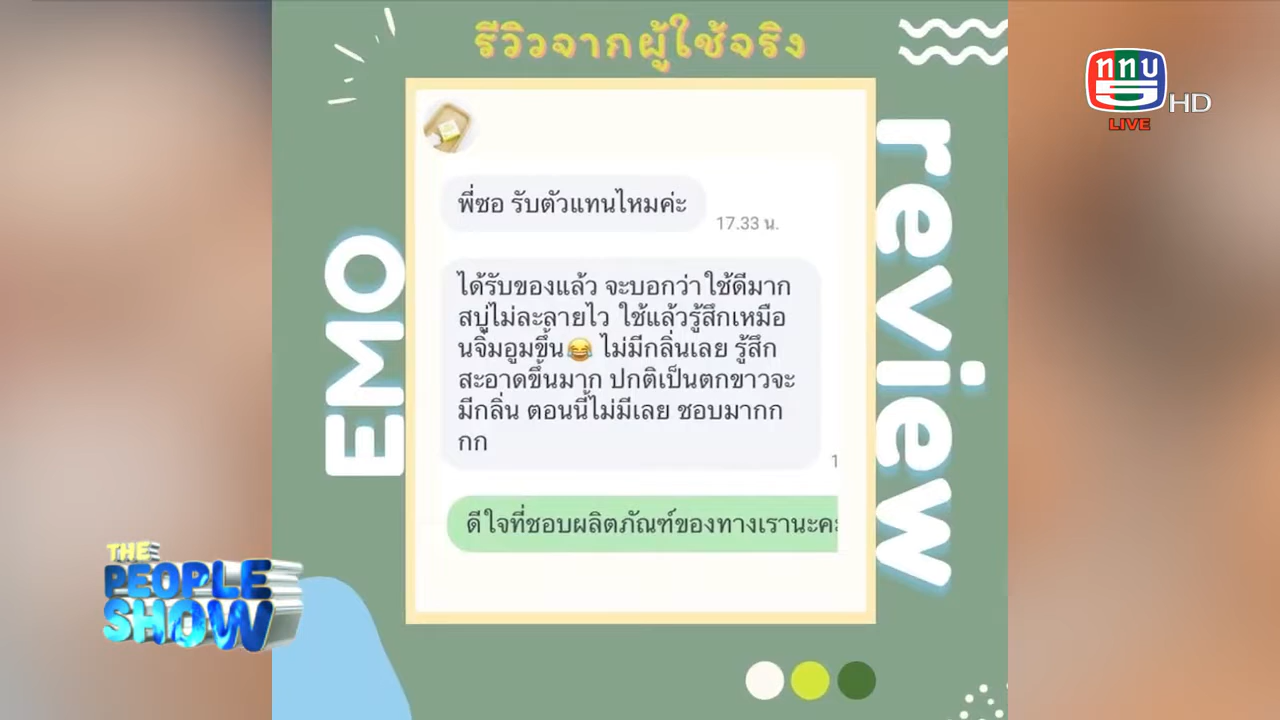 รีวิวจากผู้ใช้จริง
ททบ
5
HD
LIVE
พี่ซอ รับตัวแทนไหมค่ะ
17.33 น.
ได้รับของแล้ว จะบอกว่าใช้ดีมาก
สบู่ไม่ละลายไว ใช้แล้วรู้สึกเหมือ
นจิ๋มอูมขึ้น😂 ไม่มีกลิ่นเลย รู้สึก
สะอาดขึ้นมาก ปกติเป็นตกขาวจะ
มีกลิ่น ตอนนี้ไม่มีเลย ชอบมากก
กก
1
ดีใจที่ชอบผลิตภัณฑ์ของทางเรานะคะ
EMO
review
THE
PEOPLE
SHOW